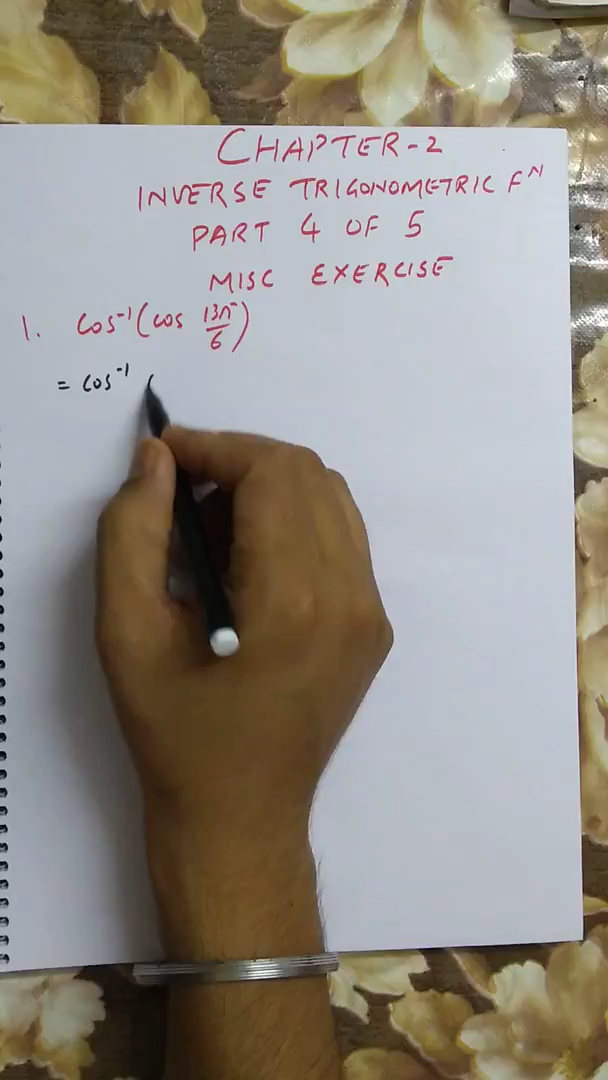 CHAPTER-2
INVERSE TRIGONOMETRIC Fᴺ
PART 4 OF 5
MISC EXERCISE
1. cos⁻¹(cos 13π/6)
= cos⁻¹ (